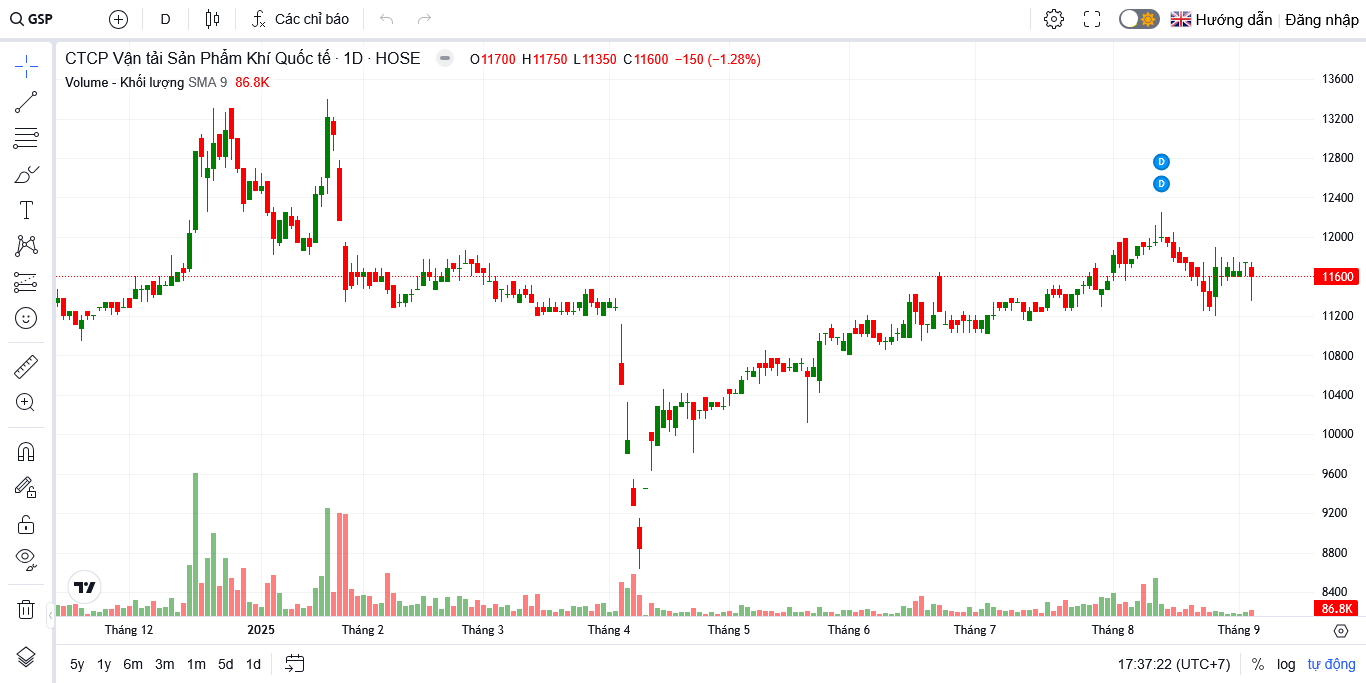 GSP D Các chỉ báo Hướng dẫn Đăng nhập
CTCP Vận tải Sản Phẩm Khí Quốc tế · 1D · HOSE O11700 H11750 L11350 C11600 −150 (−1.28%)
Volume - Khối lượng SMA 9 86.8K
13600
13200
12800
D
D
12400
12000
11600
11200
10800
10400
10000
9600
9200
8800
8400
86.8K
Tháng 12 2025 Tháng 2 Tháng 3 Tháng 4 Tháng 5 Tháng 6 Tháng 7 Tháng 8 Tháng 9
5y 1y 6m 3m 1m 5d 1d 17:37:22 (UTC+7) % log tự động